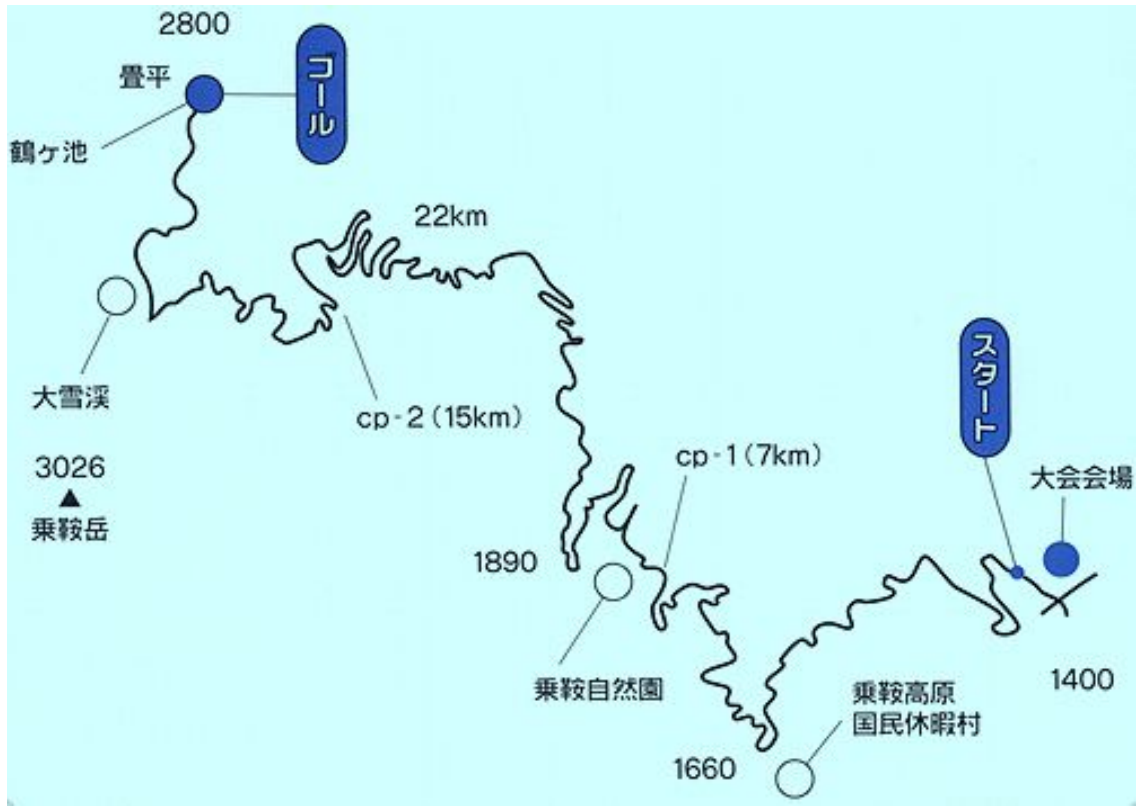 2800
畳平
ゴール
鶴ヶ池
22km
大雪渓
cp-2(15km)
スタート
cp-1(7km)
大会会場
3026
▲
乗鞍岳
1890
乗鞍自然園
1400
乗鞍高原
国民休暇村
1660